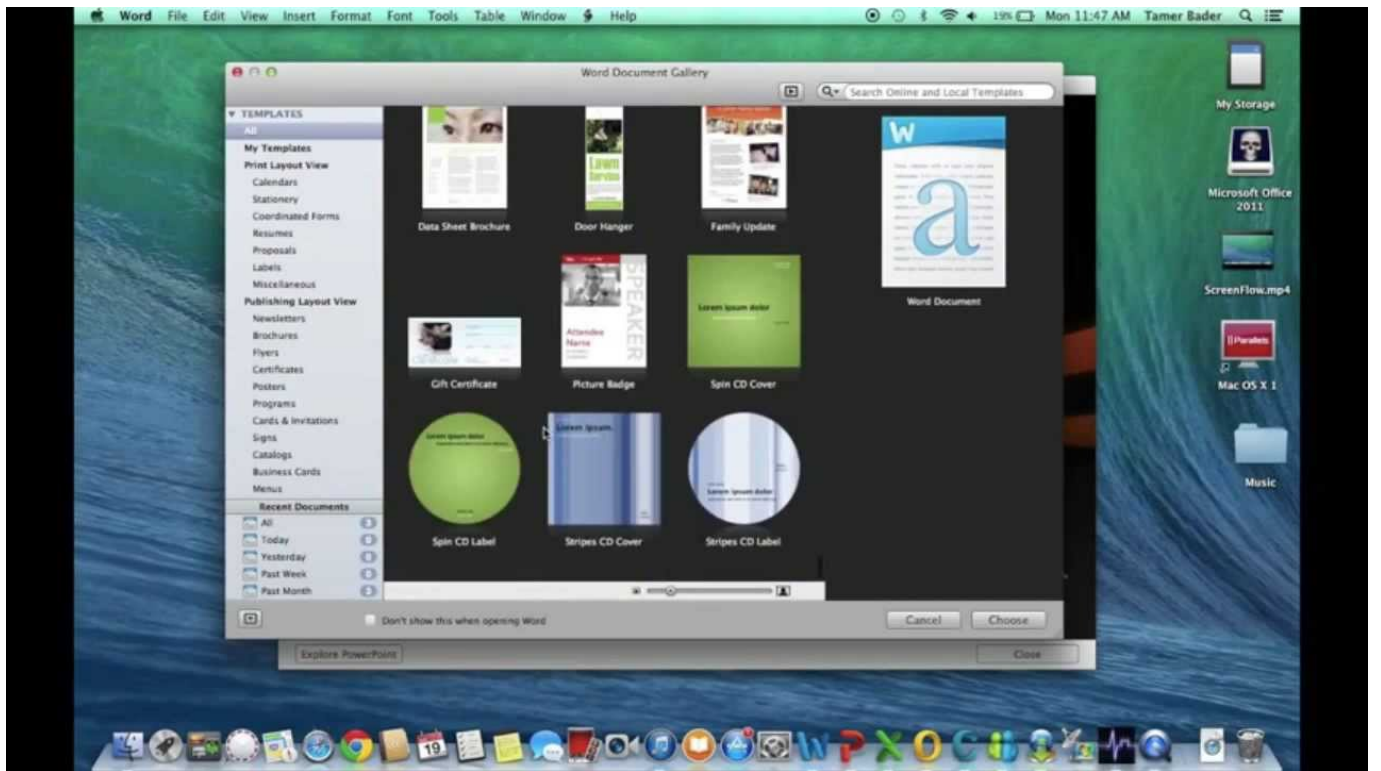 Word File Edit View Insert Format Font Tools Table Window Help 19% Mon 11:47 AM Tamer Bader
Word Document Gallery
Search Online and Local Templates
TEMPLATES
All
My Templates
Print Layout View
Calendars
Stationery
Coordinated Forms
Resumes
Proposals
Labels
Miscellaneous
Publishing Layout View
Newsletters
Brochures
Flyers
Certificates
Posters
Programs
Cards & Invitations
Signs
Catalogs
Business Cards
Menus
Recent Documents
All
Today
Yesterday
Past Week
Past Month
Lawn
Service
Data Sheet Brochure Door Hanger Family Update
SPEAKER
Attendee
Name
Lorem ipsum dolor
Gift Certificate Picture Badge Spin CD Cover
Lorem ipsum dolor
Lorem ipsum.
Lorem ipsum dolor
Spin CD Label Stripes CD Cover Stripes CD Label
W
a
Word Document
Don't show this when opening Word
Cancel Choose
Explore PowerPoint Close
My Storage
Microsoft Office
2011
ScreenFlow.mp4
Parallels
Mac OS X 1
Music
19